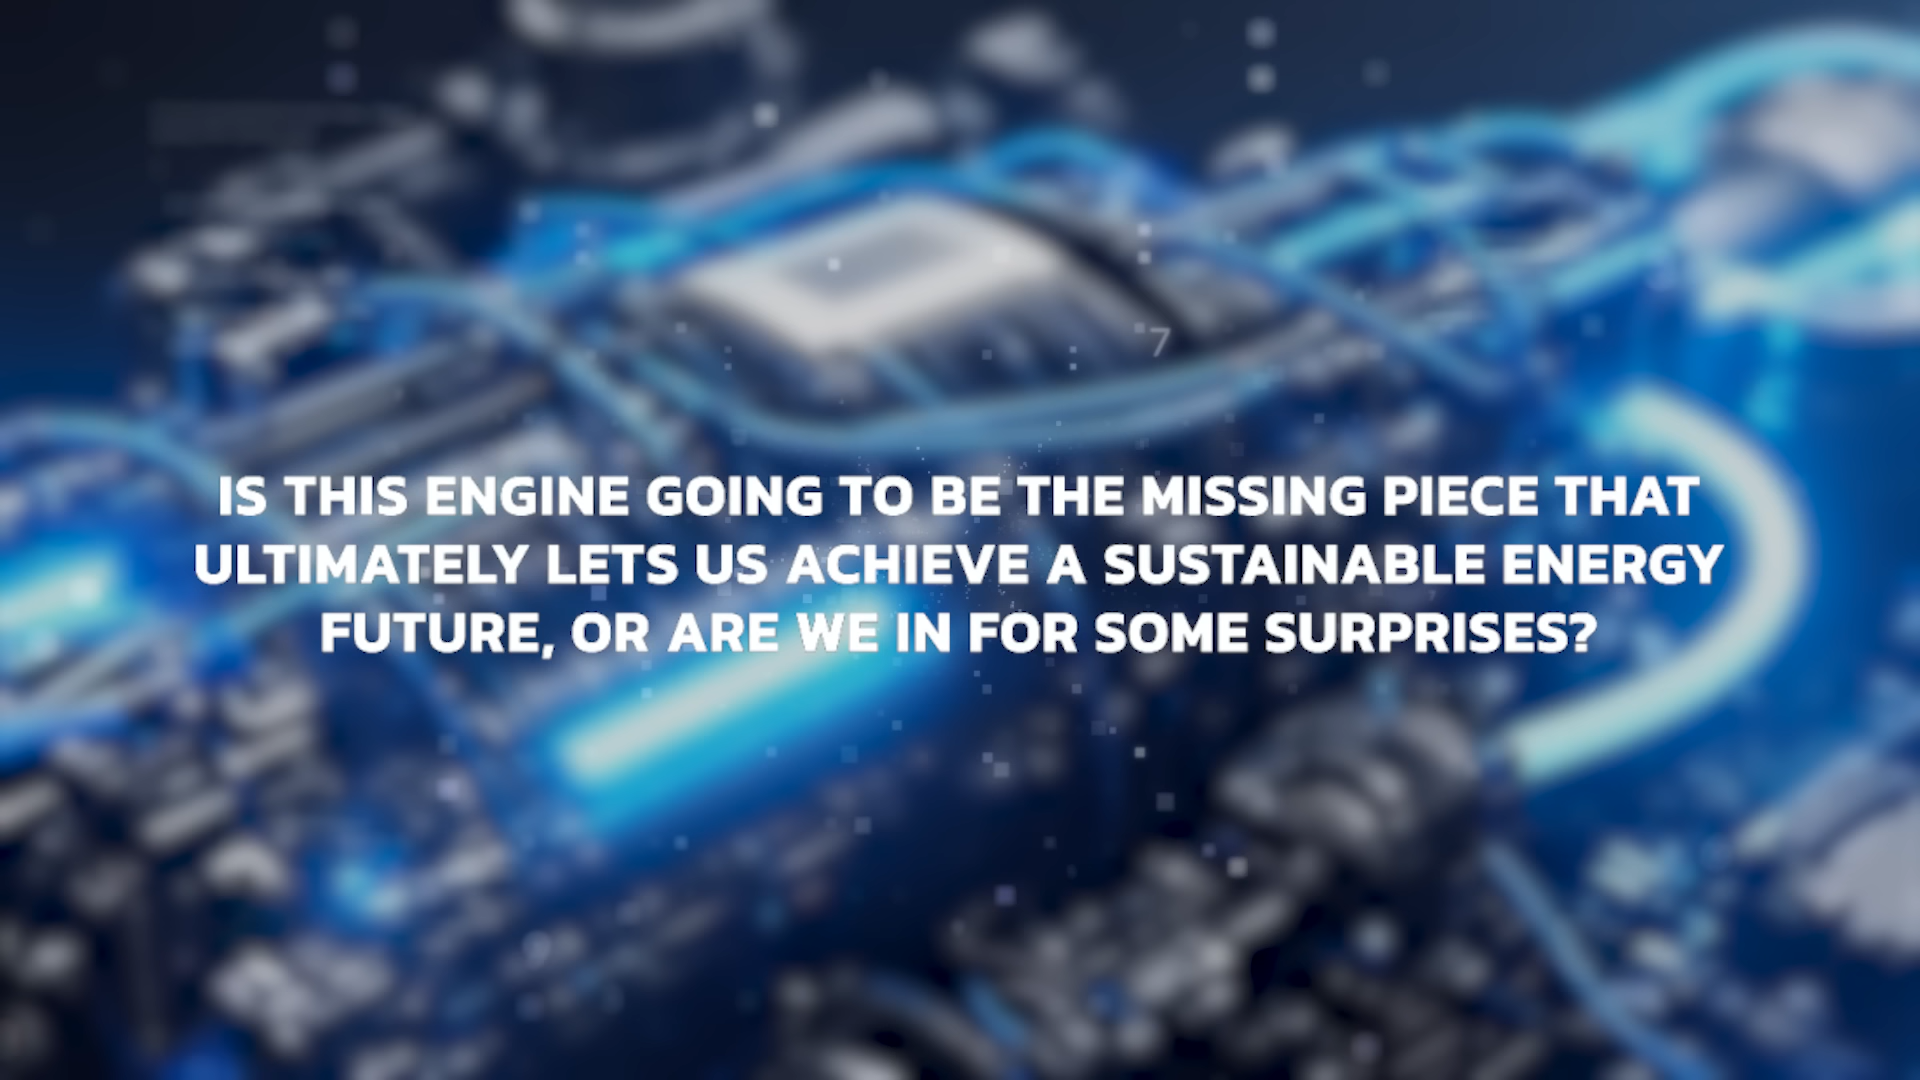 7
IS THIS ENGINE GOING TO BE THE MISSING PIECE THAT
ULTIMATELY LETS US ACHIEVE A SUSTAINABLE ENERGY
FUTURE, OR ARE WE IN FOR SOME SURPRISES?